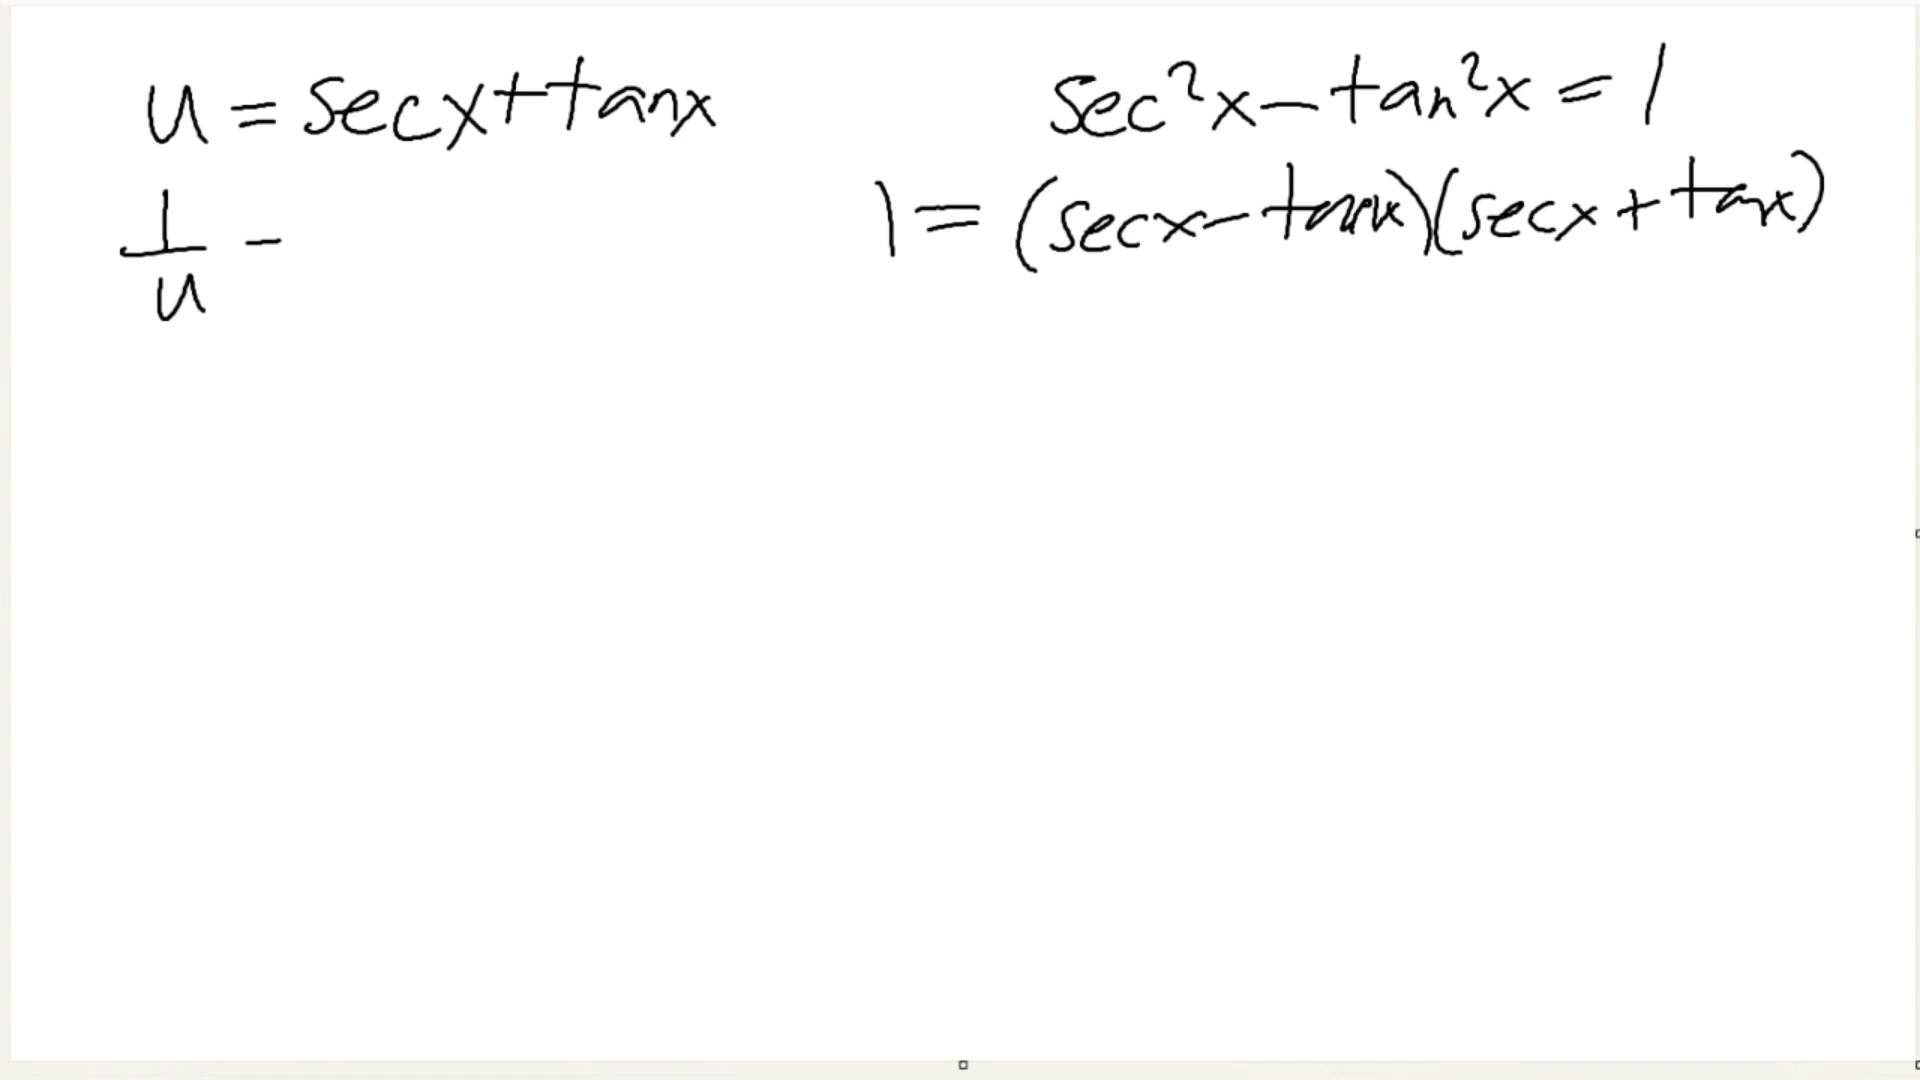 u = secx+tanx
sec²x-tan²x = 1
1/u -
1 = (secx-tanx)(secx+tanx)